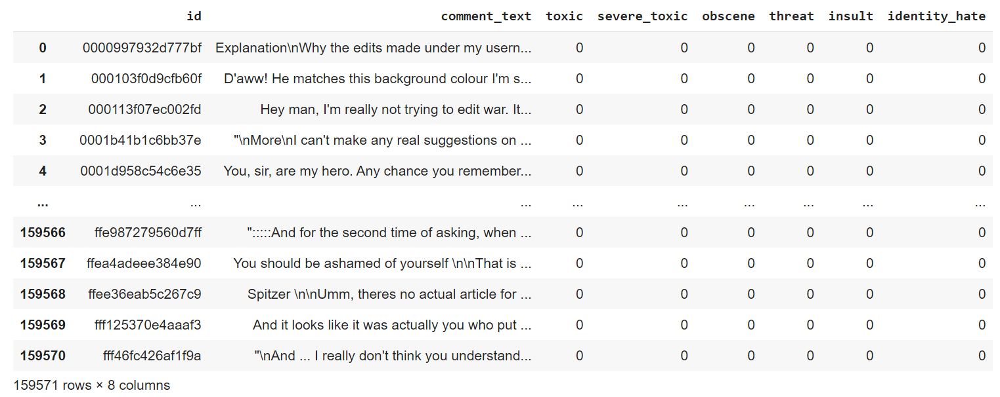 id comment_text toxic severe_toxic obscene threat insult identity_hate
0 0000997932d777bf Explanation\nWhy the edits made under my usern... 0 0 0 0 0 0
1 000103f0d9cfb60f D'aww! He matches this background colour I'm s... 0 0 0 0 0 0
2 000113f07ec002fd Hey man, I'm really not trying to edit war. It... 0 0 0 0 0 0
3 0001b41b1c6bb37e "\nMore\nI can't make any real suggestions on ... 0 0 0 0 0 0
4 0001d958c54c6e35 You, sir, are my hero. Any chance you remember... 0 0 0 0 0 0
... ... ... ... ... ... ... ... ...
159566 ffe987279560d7ff ":::::And for the second time of asking, when ... 0 0 0 0 0 0
159567 ffea4adeee384e90 You should be ashamed of yourself \n\nThat is ... 0 0 0 0 0 0
159568 ffee36eab5c267c9 Spitzer \n\nUmm, theres no actual article for ... 0 0 0 0 0 0
159569 fff125370e4aaaf3 And it looks like it was actually you who put ... 0 0 0 0 0 0
159570 fff46fc426af1f9a "\nAnd ... I really don't think you understand... 0 0 0 0 0 0
159571 rows × 8 columns